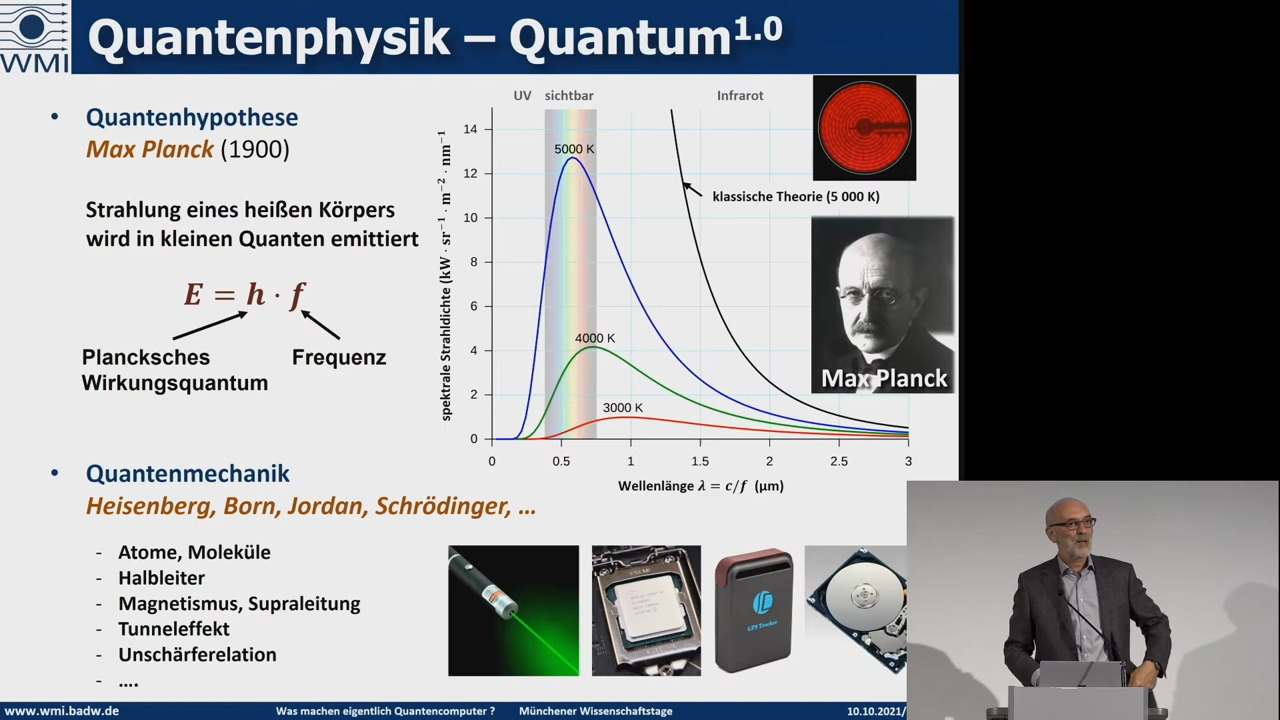 WMI
Quantenphysik – Quantum1.0
• Quantenhypothese
Max Planck (1900)
Strahlung eines heißen Körpers
wird in kleinen Quanten emittiert
E = h · f
Plancksches
Wirkungsquantum
Frequenz
UV sichtbar Infrarot
spektrale Strahldichte (kW · sr⁻¹ · m⁻² · nm⁻¹
14
12
10
8
6
4
2
0
5000 K
4000 K
3000 K
klassische Theorie (5 000 K)
0 0.5 1 1.5 2 2.5 3
Wellenlänge λ = c/f (μm)
Max Planck
• Quantenmechanik
Heisenberg, Born, Jordan, Schrödinger, ...
- Atome, Moleküle
- Halbleiter
- Magnetismus, Supraleitung
- Tunneleffekt
- Unschärferelation
- ....
GPS Tracker
www.wmi.badw.de Was machen eigentlich Quantencomputer ? Münchener Wissenschaftstage 10.10.2021/